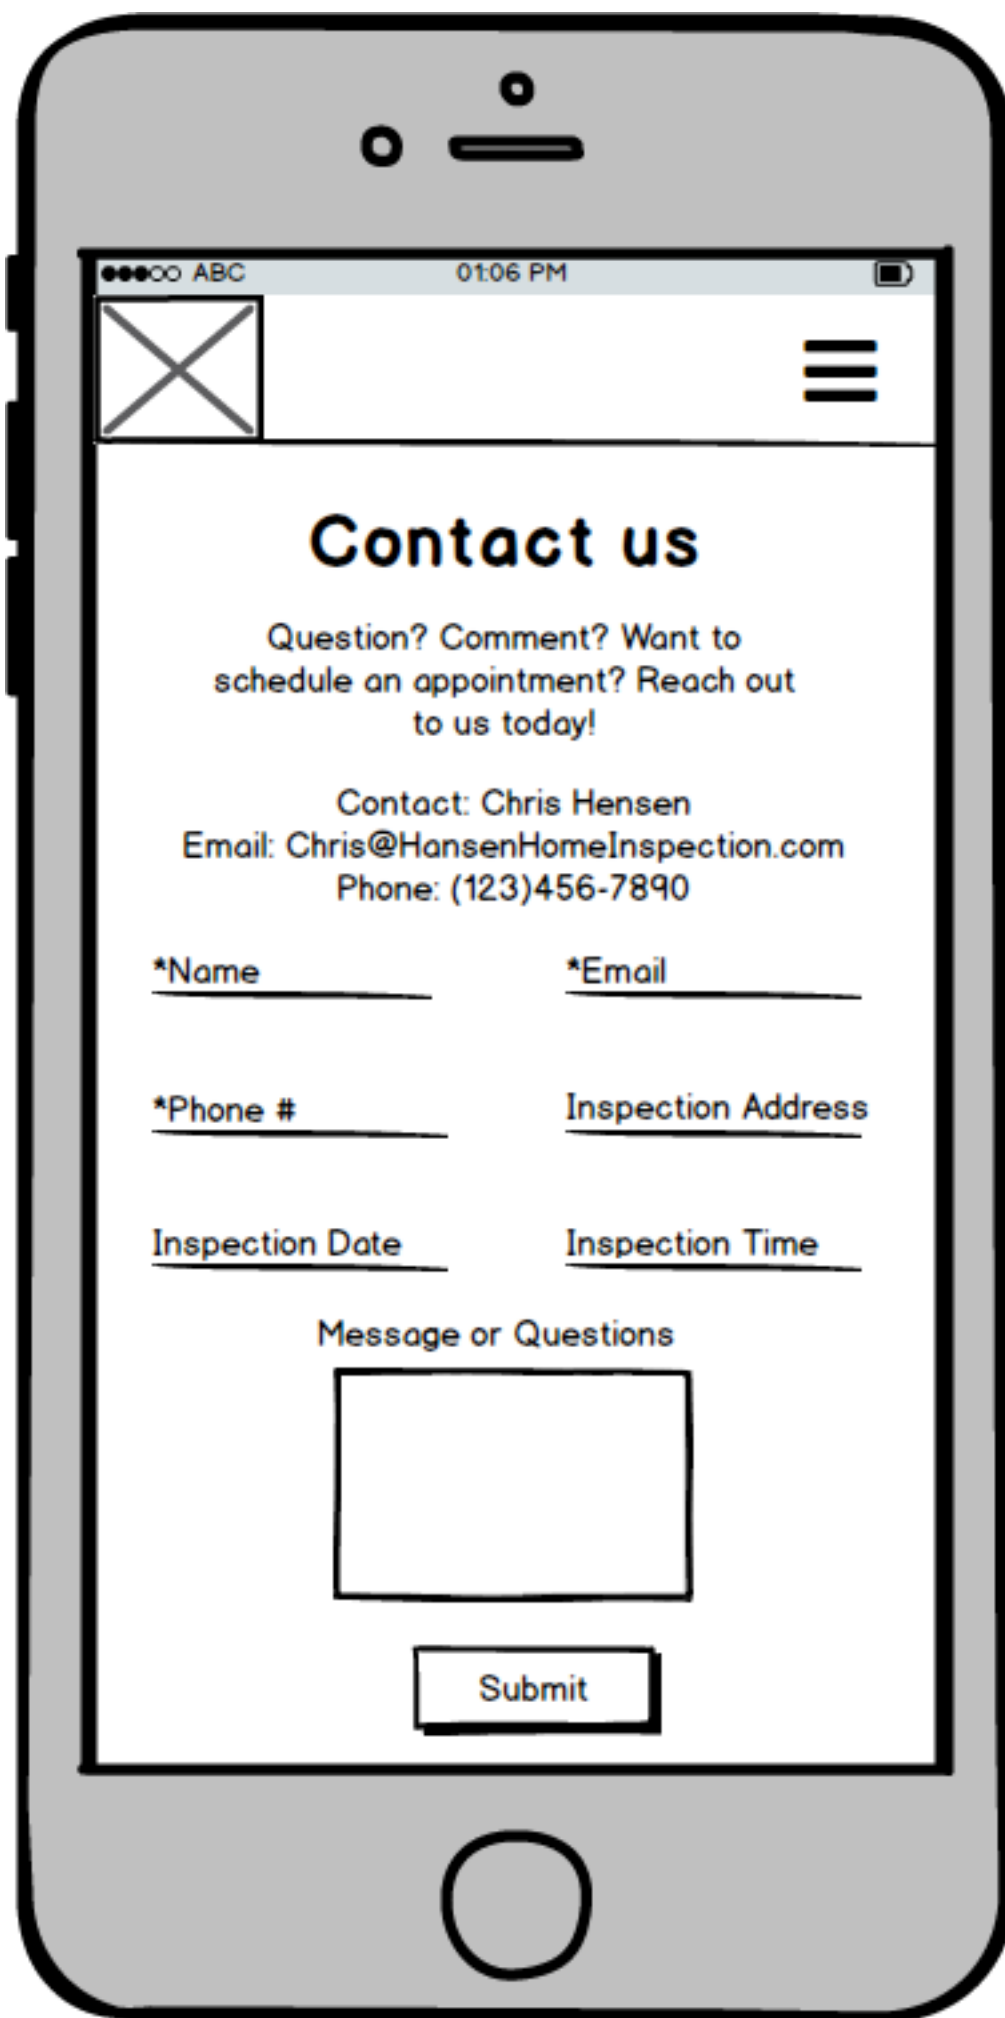 ABC 01:06 PM
Contact us
Question? Comment? Want to
schedule an appointment? Reach out
to us today!
Contact: Chris Hensen
Email: Chris@HansenHomeInspection.com
Phone: (123)456-7890
*Name *Email
*Phone # Inspection Address
Inspection Date Inspection Time
Message or Questions
Submit